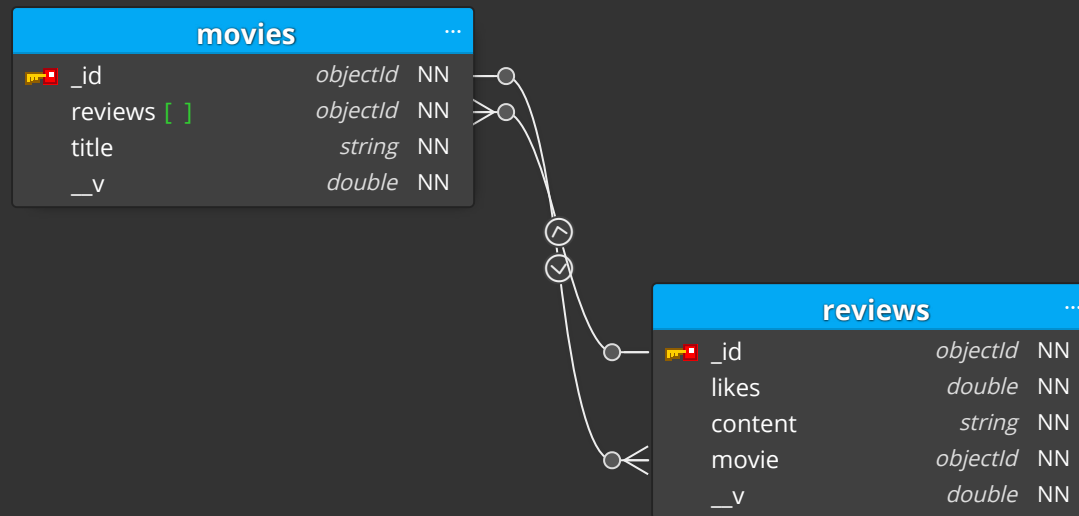 movies ...
_id objectId NN
reviews [ ] objectId NN
title string NN
__v double NN
reviews ...
_id objectId NN
likes double NN
content string NN
movie objectId NN
__v double NN